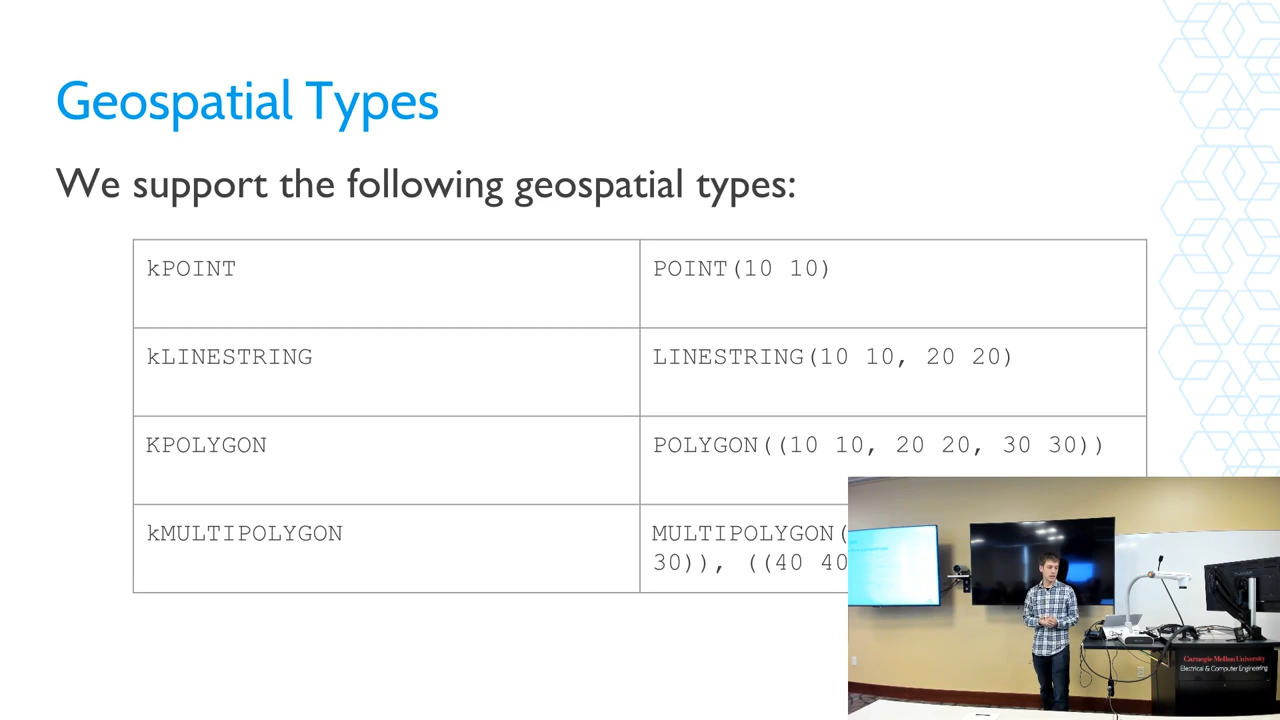 Geospatial Types
We support the following geospatial types:
kPOINT
POINT(10 10)
kLINESTRING
LINESTRING(10 10, 20 20)
KPOLYGON
POLYGON((10 10, 20 20, 30 30))
kMULTIPOLYGON
MULTIPOLYGON(
30)), ((40 40
Carnegie Mellon University
Electrical & Computer Engineering